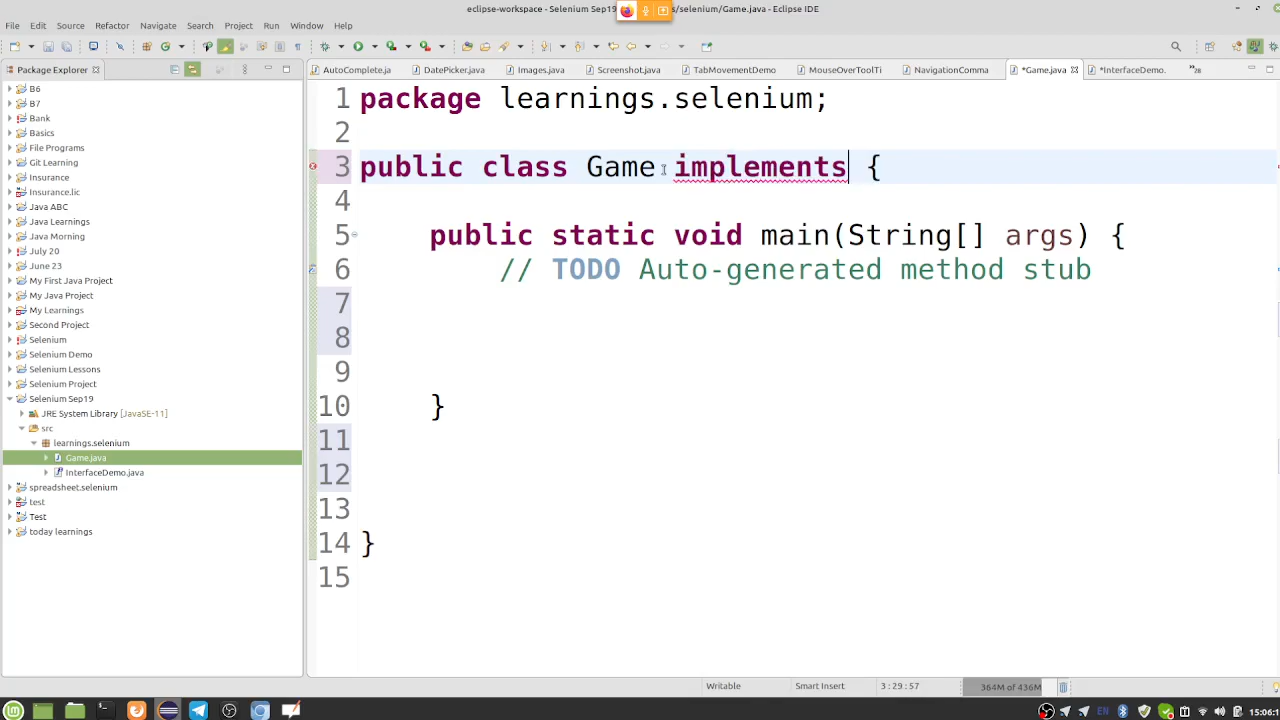 eclipse-workspace - Selenium Sep19
s/selenium/Game.java - Eclipse IDE
File Edit Source Refactor Navigate Search Project Run Window Help
Package Explorer
AutoComplete.ja
DatePicker.java
Images.java
Screenshot.java
TabMovementDemo
MouseOverToolTi
NavigationComma
*Game.java
*InterfaceDemo.
28
B6
B7
Bank
Basics
File Programs
Git Learning
Insurance
Insurance.lic
Java ABC
Java Learnings
Java Morning
July 20
June 23
My First Java Project
My Java Project
My Learnings
Second Project
Selenium
Selenium Demo
Selenium Lessons
Selenium Project
Selenium Sep19
JRE System Library [JavaSE-11]
src
learnings.selenium
Game.java
InterfaceDemo.java
spreadsheet.selenium
test
Test
today learnings
1 package learnings.selenium;
2
3 public class Game implements {
4
5 public static void main(String[] args) {
6 // TODO Auto-generated method stub
7
8
9
10 }
11
12
13
14 }
15
Writable
Smart Insert
3:29:57
364M of 436M
EN
15:06:1